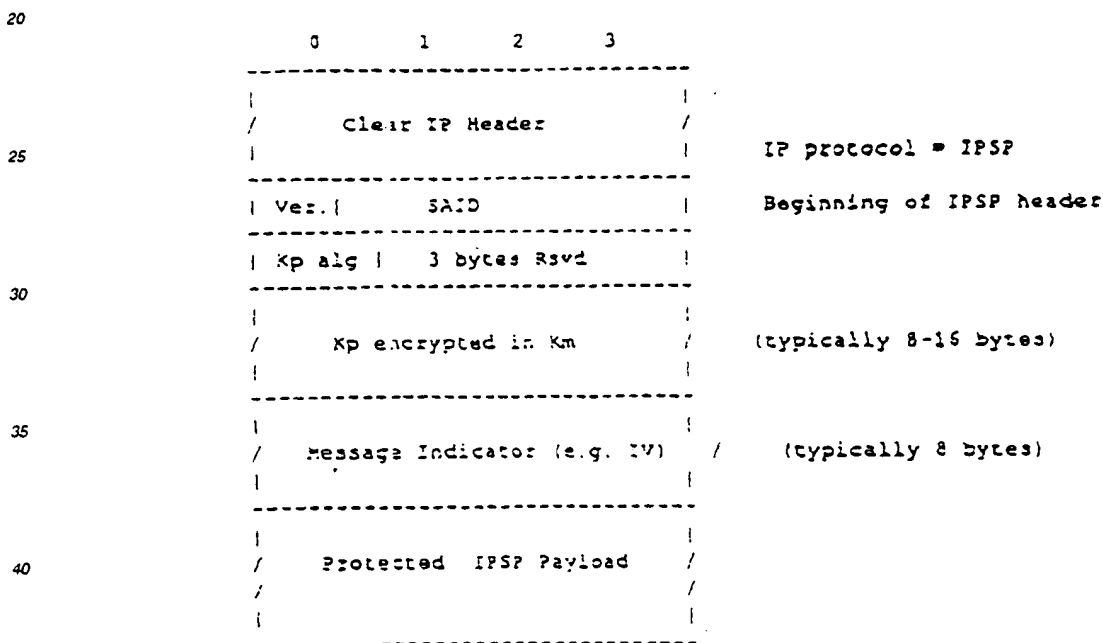 20
0 1 2 3
Clear IP Header
25
IP protocol = IPSP
Ver. SAID
Beginning of IPSP header
Kp alg 3 bytes Rsvd
30
Kp encrypted in Km
(typically 8-16 bytes)
35
Message Indicator (e.g. IV)
(typically 8 bytes)
Protected IPSP Payload
40